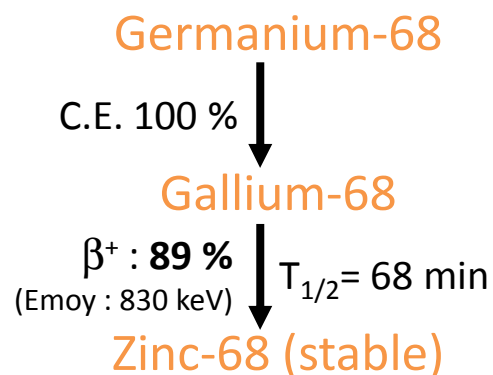 Germanium-68
C.E. 100 %
Gallium-68
β⁺ : 89 %
(Emoy : 830 keV)
T1/2= 68 min
Zinc-68 (stable)